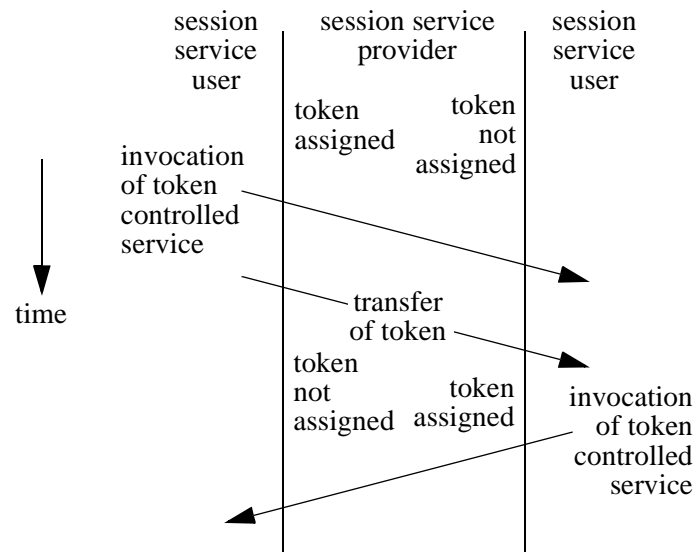 session
service
user
session service
provider
session
service
user
token
assigned
token
not
assigned
invocation
of token
controlled
service
time
transfer
of token
token
not
assigned
token
assigned
invocation
of token
controlled
service